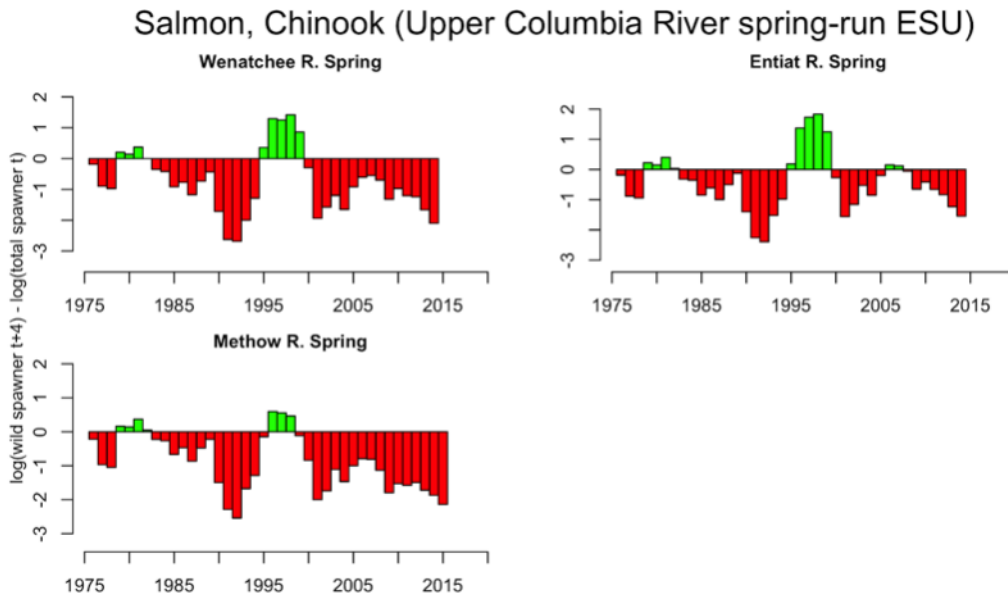 Salmon, Chinook (Upper Columbia River spring-run ESU)
Wenatchee R. Spring
Entiat R. Spring
log(wild spawner t+4) - log(total spawner t)
2
1
0
-1
-3
1975 1985 1995 2005 2015
2
1
0
-1
-3
1975 1985 1995 2005 2015
Methow R. Spring
2
1
0
-1
-2
-3
1975 1985 1995 2005 2015